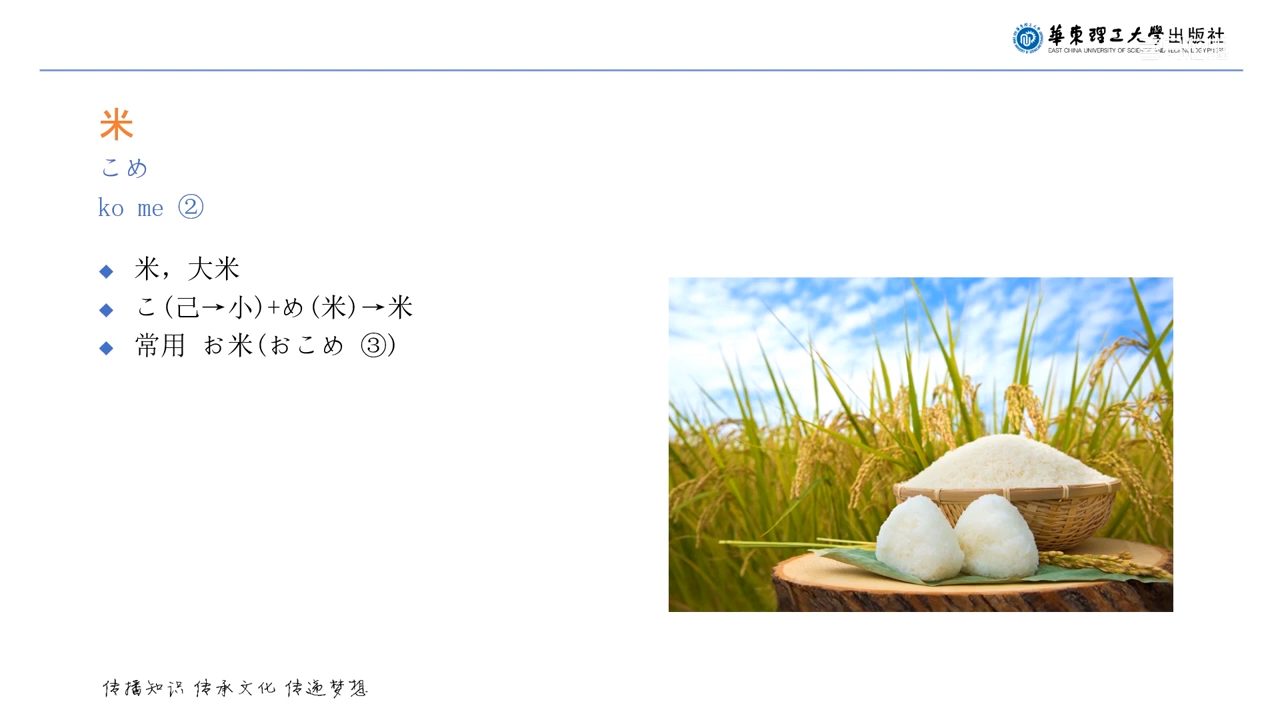 華東理工大學出版社
米
こめ
ko me ②
米，大米
こ(己→小)+め(米)→米
常用 お米(おこめ ③)
传播知识 传承文化 传递梦想